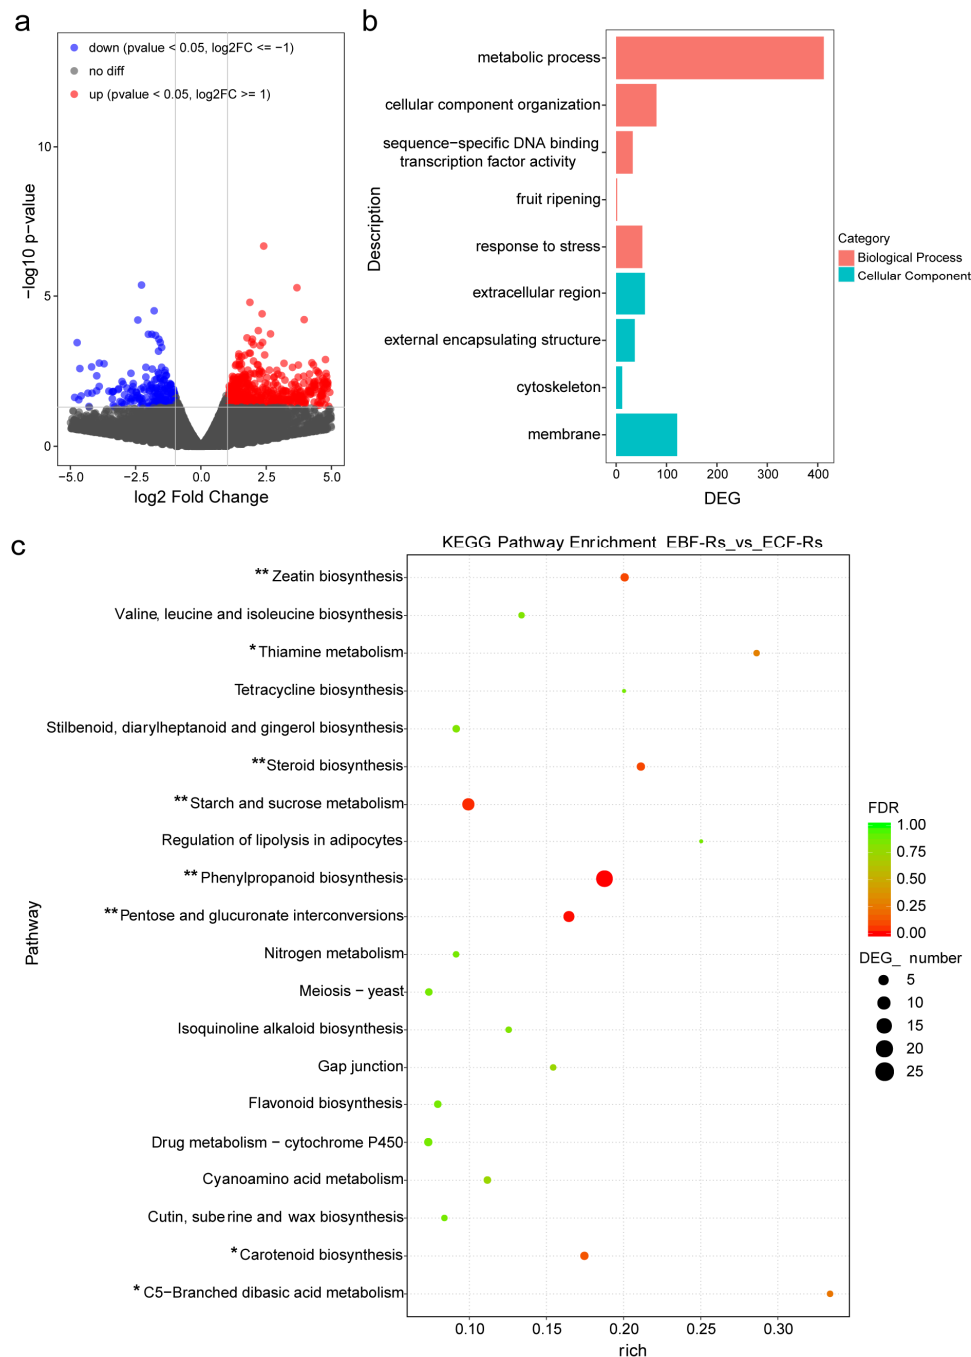 a
down (pvalue < 0.05, log2FC <= −1)
no diff
up (pvalue < 0.05, log2FC >= 1)
−log10 p−value
10
5
0
−5.0
−2.5
0.0
2.5
5.0
log2 Fold Change
b
Description
metabolic process
cellular component organization
sequence−specific DNA binding
transcription factor activity
fruit ripening
response to stress
extracellular region
external encapsulating structure
cytoskeleton
membrane
0
100
200
300
400
DEG
Category
Biological Process
Cellular Component
c
KEGG Pathway Enrichment EBF-Rs_vs_ECF-Rs
Pathway
** Zeatin biosynthesis
Valine, leucine and isoleucine biosynthesis
* Thiamine metabolism
Tetracycline biosynthesis
Stilbenoid, diarylheptanoid and gingerol biosynthesis
** Steroid biosynthesis
** Starch and sucrose metabolism
Regulation of lipolysis in adipocytes
** Phenylpropanoid biosynthesis
** Pentose and glucuronate interconversions
Nitrogen metabolism
Meiosis − yeast
Isoquinoline alkaloid biosynthesis
Gap junction
Flavonoid biosynthesis
Drug metabolism − cytochrome P450
Cyanoamino acid metabolism
Cutin, suberine and wax biosynthesis
* Carotenoid biosynthesis
* C5−Branched dibasic acid metabolism
0.10
0.15
0.20
0.25
0.30
rich
FDR
1.00
0.75
0.50
0.25
0.00
DEG_ number
5
10
15
20
25